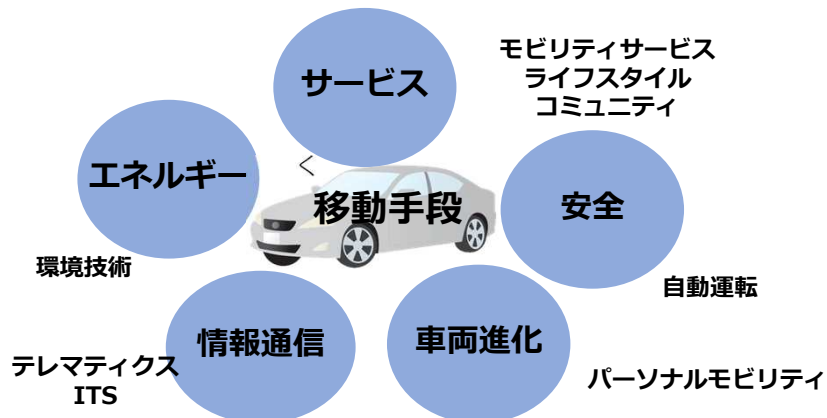 サービス
モビリティサービス
ライフスタイル
コミュニティ
エネルギー
く
移動手段
安全
環境技術
自動運転
情報通信
車両進化
テレマティクス
ITS
パーソナルモビリティ